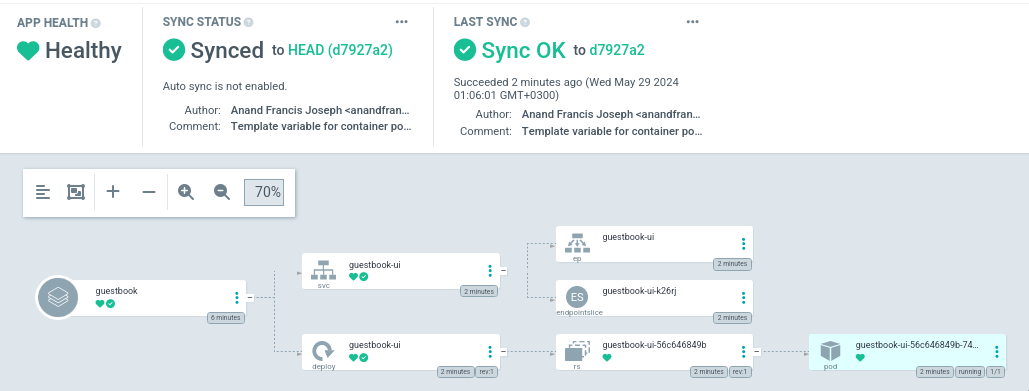 APP HEALTH
Healthy
SYNC STATUS
Synced to HEAD (d7927a2)
Auto sync is not enabled.
Author: Anand Francis Joseph <anandfran...
Comment: Template variable for container po...
LAST SYNC
Sync OK to d7927a2
Succeeded 2 minutes ago (Wed May 29 2024
01:06:01 GMT+0300)
Author: Anand Francis Joseph <anandfran...
Comment: Template variable for container po...
70%
guestbook
6 minutes
guestbook-ui
svc
2 minutes
guestbook-ui
deploy
2 minutes rev:1
guestbook-ui
ep
2 minutes
ES
guestbook-ui-k26rj
endpointslice
2 minutes
guestbook-ui-56c646849b
rs
2 minutes rev:1
guestbook-ui-56c646849b-74...
pod
2 minutes running 1/1